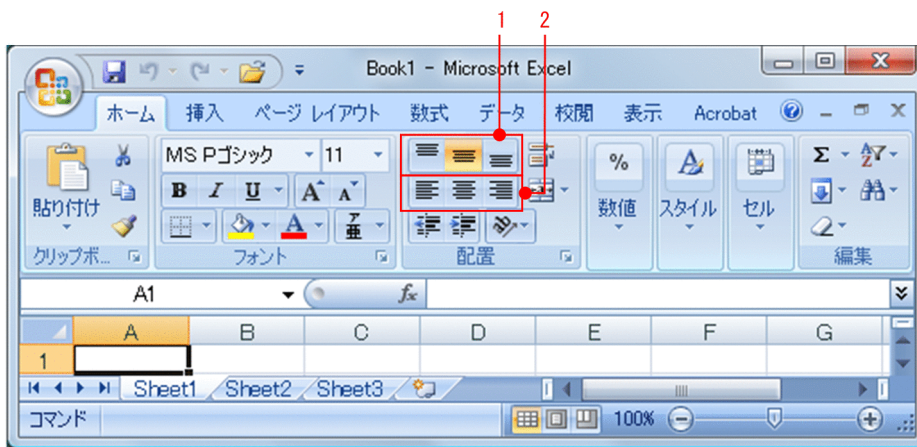 1 2
Book1 - Microsoft Excel
ホーム 挿入 ページ レイアウト 数式 データ 校閲 表示 Acrobat
MS Pゴシック 11 % Σ
B I U A A
貼り付け 数値 スタイル セル
A ア亜
クリップボ... フォント 配置 編集
A1 fx
A B C D E F G
1
Sheet1 Sheet2 Sheet3
コマンド 100%